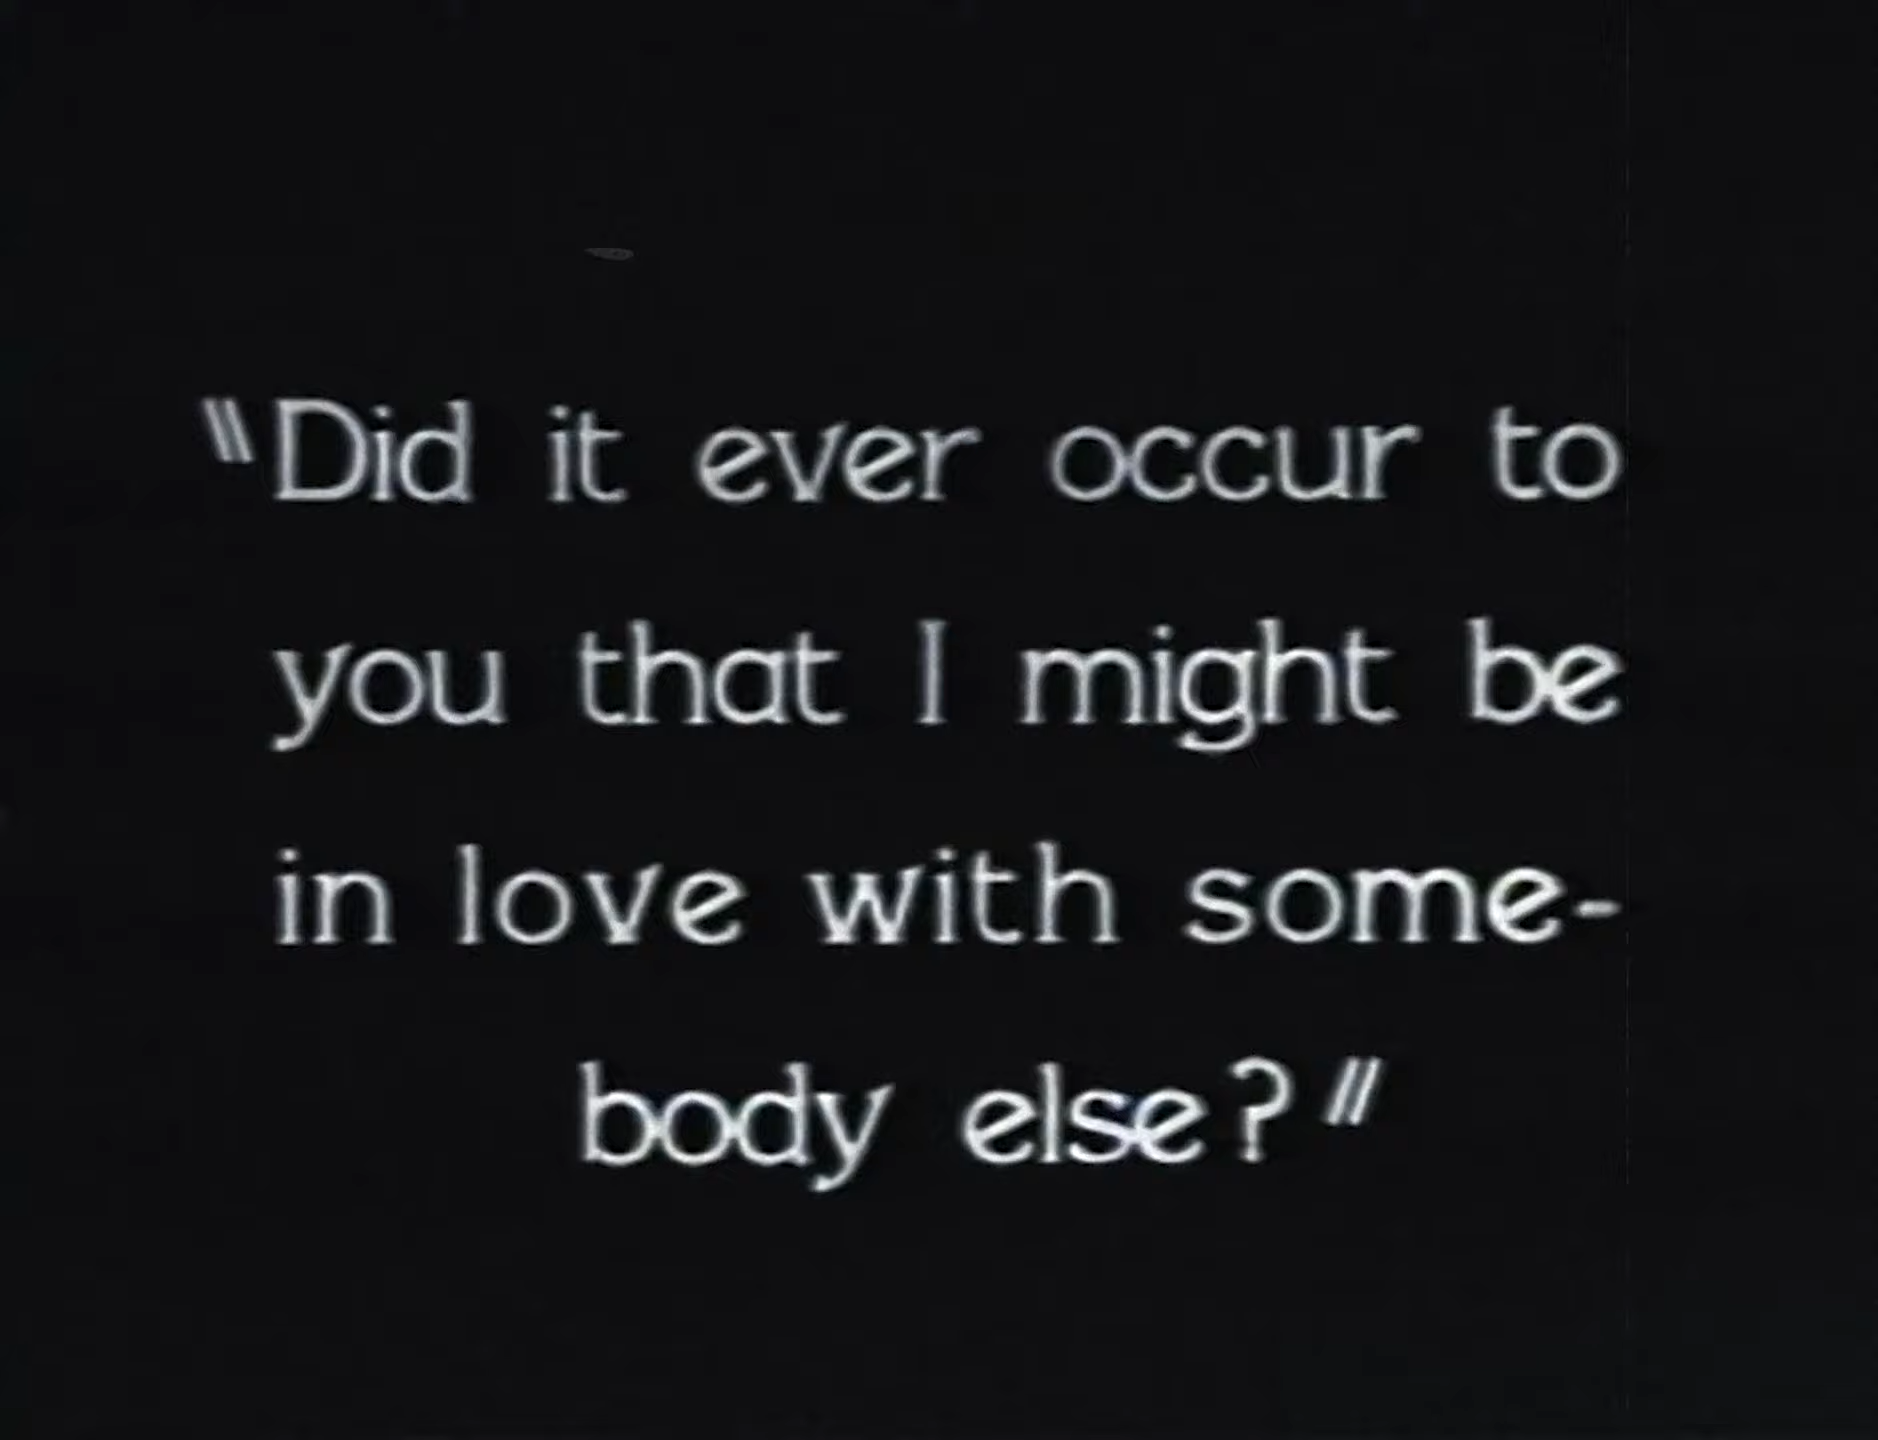 "Did it ever occur to
you that I might be
in love with some-
body else?"